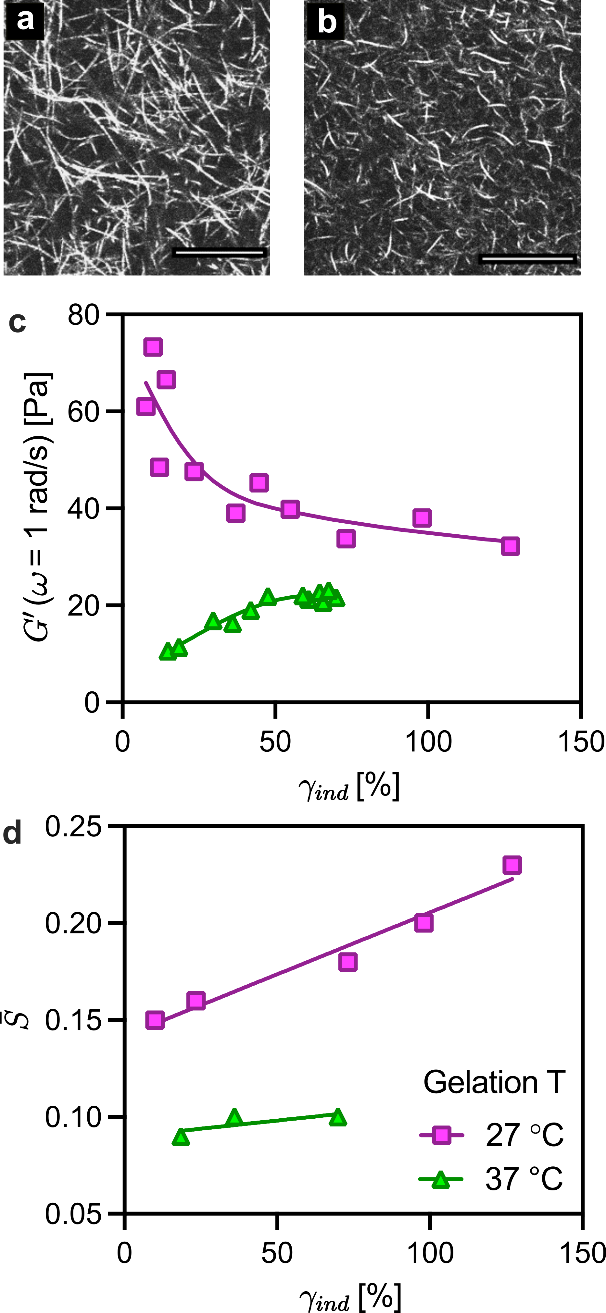 a
b
c
80
60
40
20
0
G′ (ω = 1 rad/s) [Pa]
0
50
100
150
γind [%]
d
0.25
0.20
0.15
0.10
0.05
S̄
Gelation T
27 °C
37 °C
0
50
100
150
γind [%]